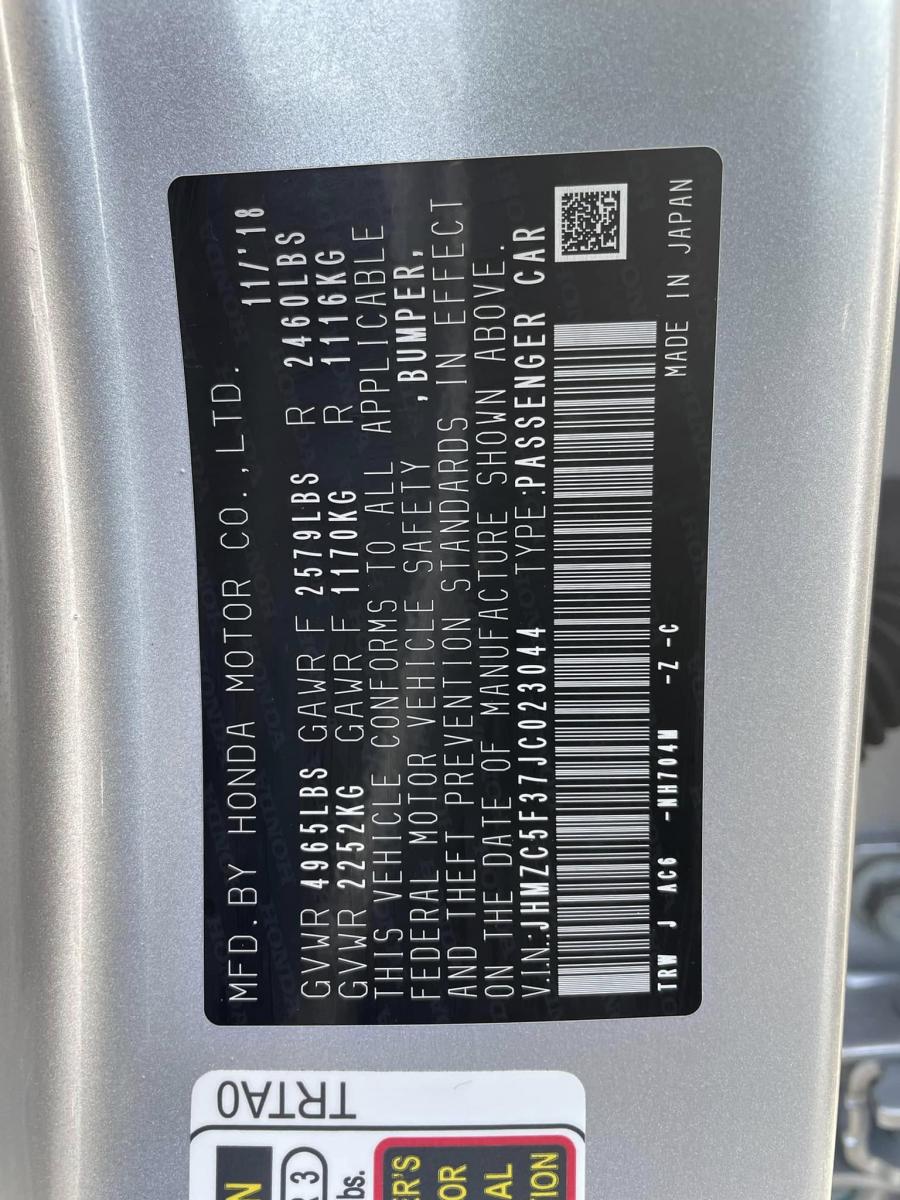 MFD.BY HONDA MOTOR CO.,LTD. 11/'18
GVWR 4965LBS GAWR F 2579LBS R 2460LBS
GVWR 2252KG GAWR F 1170KG R 1116KG
THIS VEHICLE CONFORMS TO ALL APPLICABLE
FEDERAL MOTOR VEHICLE SAFETY ,BUMPER,
AND THEFT PREVENTION STANDARDS IN EFFECT
ON THE DATE OF MANUFACTURE SHOWN ABOVE.
V.I.N.:JHMZC5F37JC023044 TYPE:PASSENGER CAR
TRW J AC6 -NH704M -Z -C MADE IN JAPAN
TRTA0